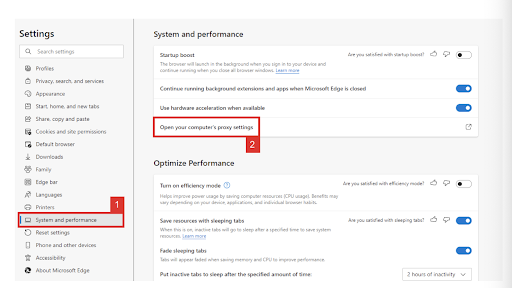 Settings
Search settings
Profiles
Privacy, search, and services
Appearance
Start, home, and new tabs
Share, copy and paste
Cookies and site permissions
Default browser
Downloads
Family
Edge bar
Languages
Printers
1
System and performance
Reset settings
Phone and other devices
Accessibility
About Microsoft Edge
System and performance
Startup boost
Are you satisfied with startup boost?
The browser will launch in the background when you sign in to your device and
continue running when you close all browser windows. Learn more
Continue running background extensions and apps when Microsoft Edge is closed
Use hardware acceleration when available
Open your computer's proxy settings
2
Optimize Performance
Turn on efficiency mode
Are you satisfied with efficiency mode?
Helps improve power usage by saving computer resources (CPU usage). Benefits may
vary depending on your device, applications, and individual browser habits.
Save resources with sleeping tabs
Are you satisfied with sleeping tabs?
When this is on, inactive tabs will go to sleep after a specified time to save system
resources. Learn more
Fade sleeping tabs
Tabs will appear faded when saving memory and CPU to improve performance.
Put inactive tabs to sleep after the specified amount of time:
2 hours of inactivity